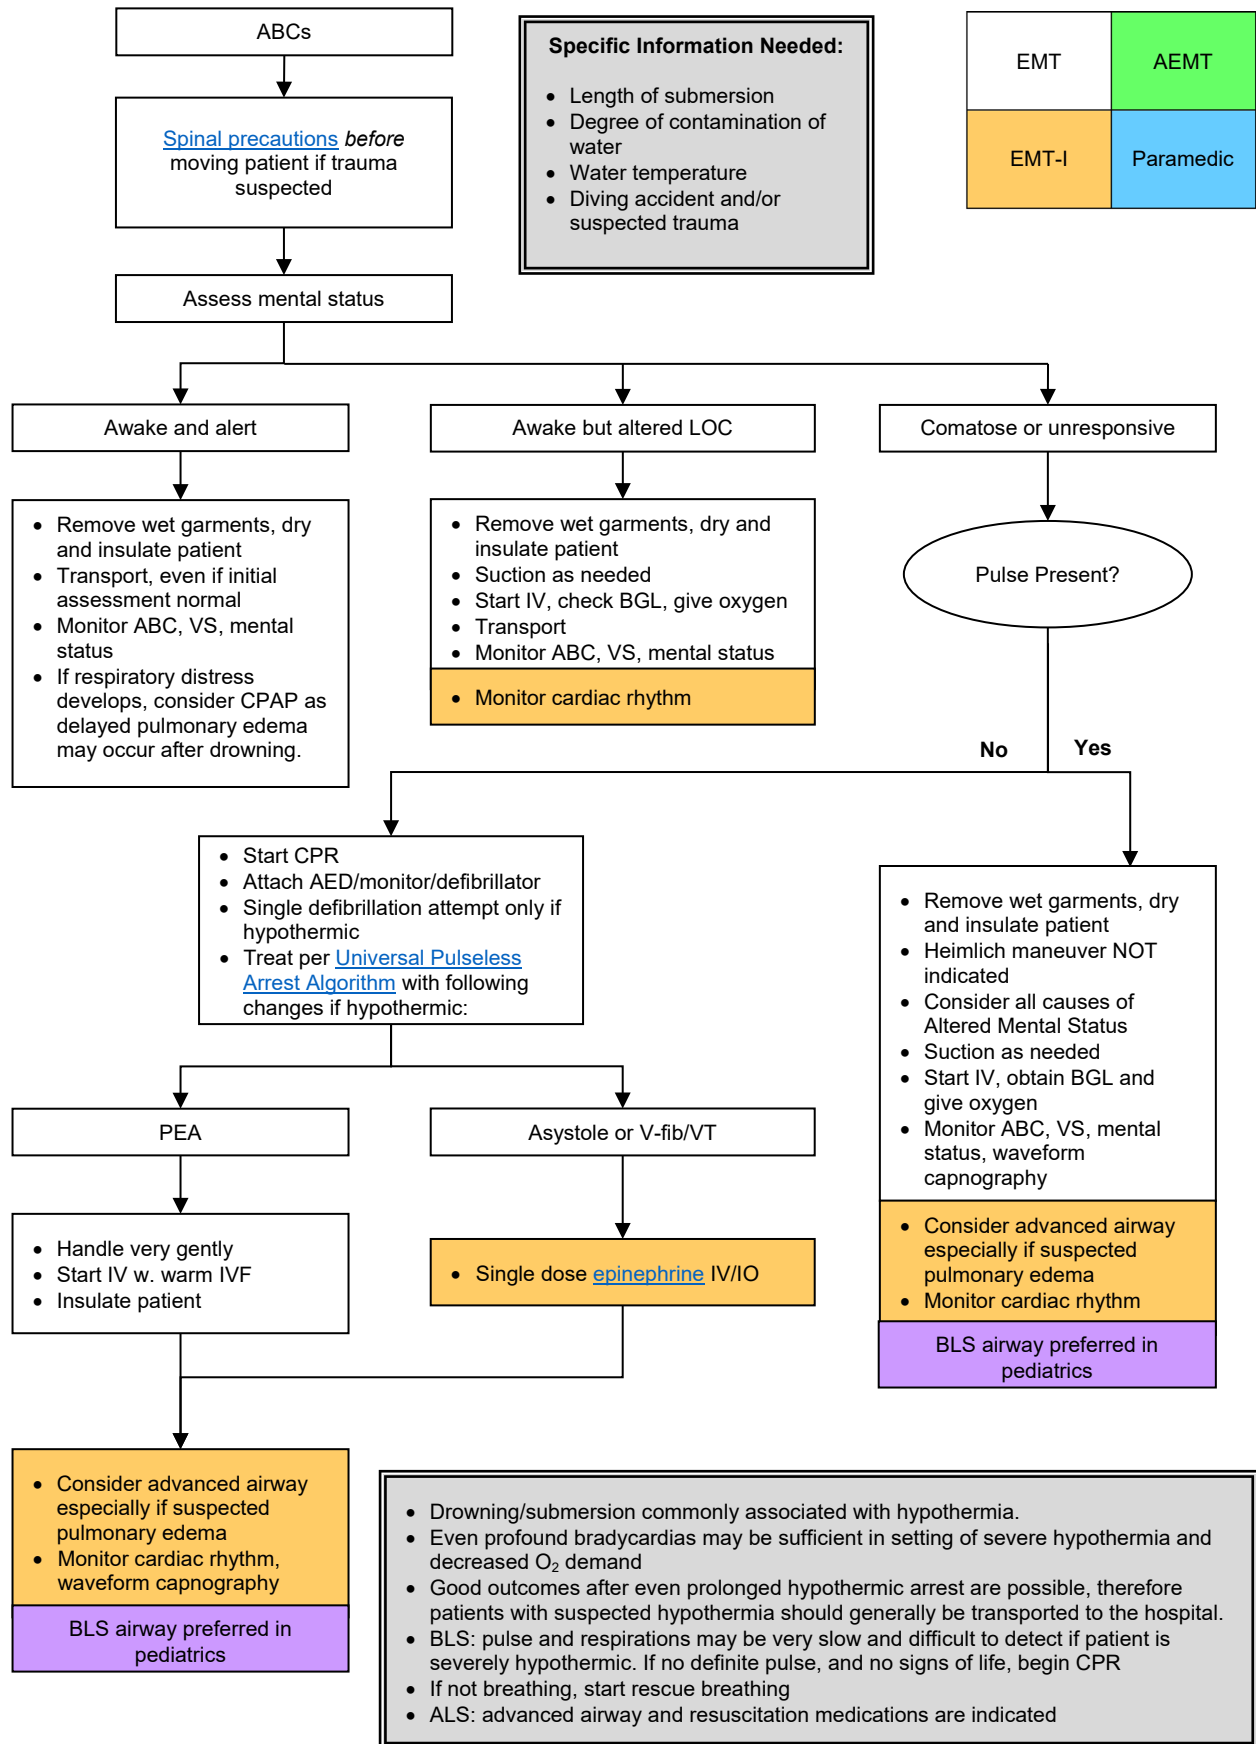 ABCs
Spinal precautions before
moving patient if trauma
suspected
Assess mental status
Specific Information Needed:
• Length of submersion
• Degree of contamination of
water
• Water temperature
• Diving accident and/or
suspected trauma
EMT
AEMT
EMT-I
Paramedic
Awake and alert
• Remove wet garments, dry
and insulate patient
• Transport, even if initial
assessment normal
• Monitor ABC, VS, mental
status
• If respiratory distress
develops, consider CPAP as
delayed pulmonary edema
may occur after drowning.
Awake but altered LOC
• Remove wet garments, dry and
insulate patient
• Suction as needed
• Start IV, check BGL, give oxygen
• Transport
• Monitor ABC, VS, mental status
• Monitor cardiac rhythm
Comatose or unresponsive
Pulse Present?
No
Yes
• Start CPR
• Attach AED/monitor/defibrillator
• Single defibrillation attempt only if
hypothermic
• Treat per Universal Pulseless
Arrest Algorithm with following
changes if hypothermic:
PEA
• Handle very gently
• Start IV w. warm IVF
• Insulate patient
Asystole or V-fib/VT
• Single dose epinephrine IV/IO
• Remove wet garments, dry
and insulate patient
• Heimlich maneuver NOT
indicated
• Consider all causes of
Altered Mental Status
• Suction as needed
• Start IV, obtain BGL and
give oxygen
• Monitor ABC, VS, mental
status, waveform
capnography
• Consider advanced airway
especially if suspected
pulmonary edema
• Monitor cardiac rhythm
BLS airway preferred in
pediatrics
• Consider advanced airway
especially if suspected
pulmonary edema
• Monitor cardiac rhythm,
waveform capnography
BLS airway preferred in
pediatrics
• Drowning/submersion commonly associated with hypothermia.
• Even profound bradycardias may be sufficient in setting of severe hypothermia and
decreased O₂ demand
• Good outcomes after even prolonged hypothermic arrest are possible, therefore
patients with suspected hypothermia should generally be transported to the hospital.
• BLS: pulse and respirations may be very slow and difficult to detect if patient is
severely hypothermic. If no definite pulse, and no signs of life, begin CPR
• If not breathing, start rescue breathing
• ALS: advanced airway and resuscitation medications are indicated